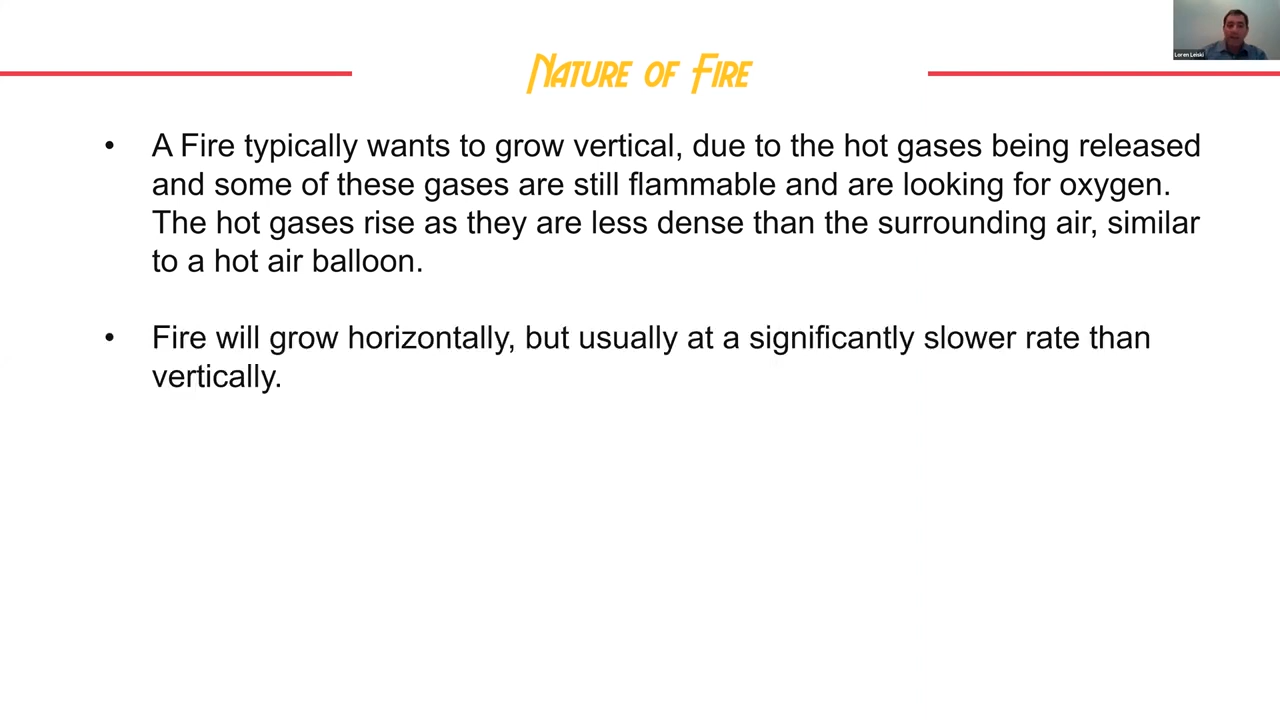 Loren Leiski
Nature of Fire
• A Fire typically wants to grow vertical, due to the hot gases being released
and some of these gases are still flammable and are looking for oxygen.
The hot gases rise as they are less dense than the surrounding air, similar
to a hot air balloon.
• Fire will grow horizontally, but usually at a significantly slower rate than
vertically.